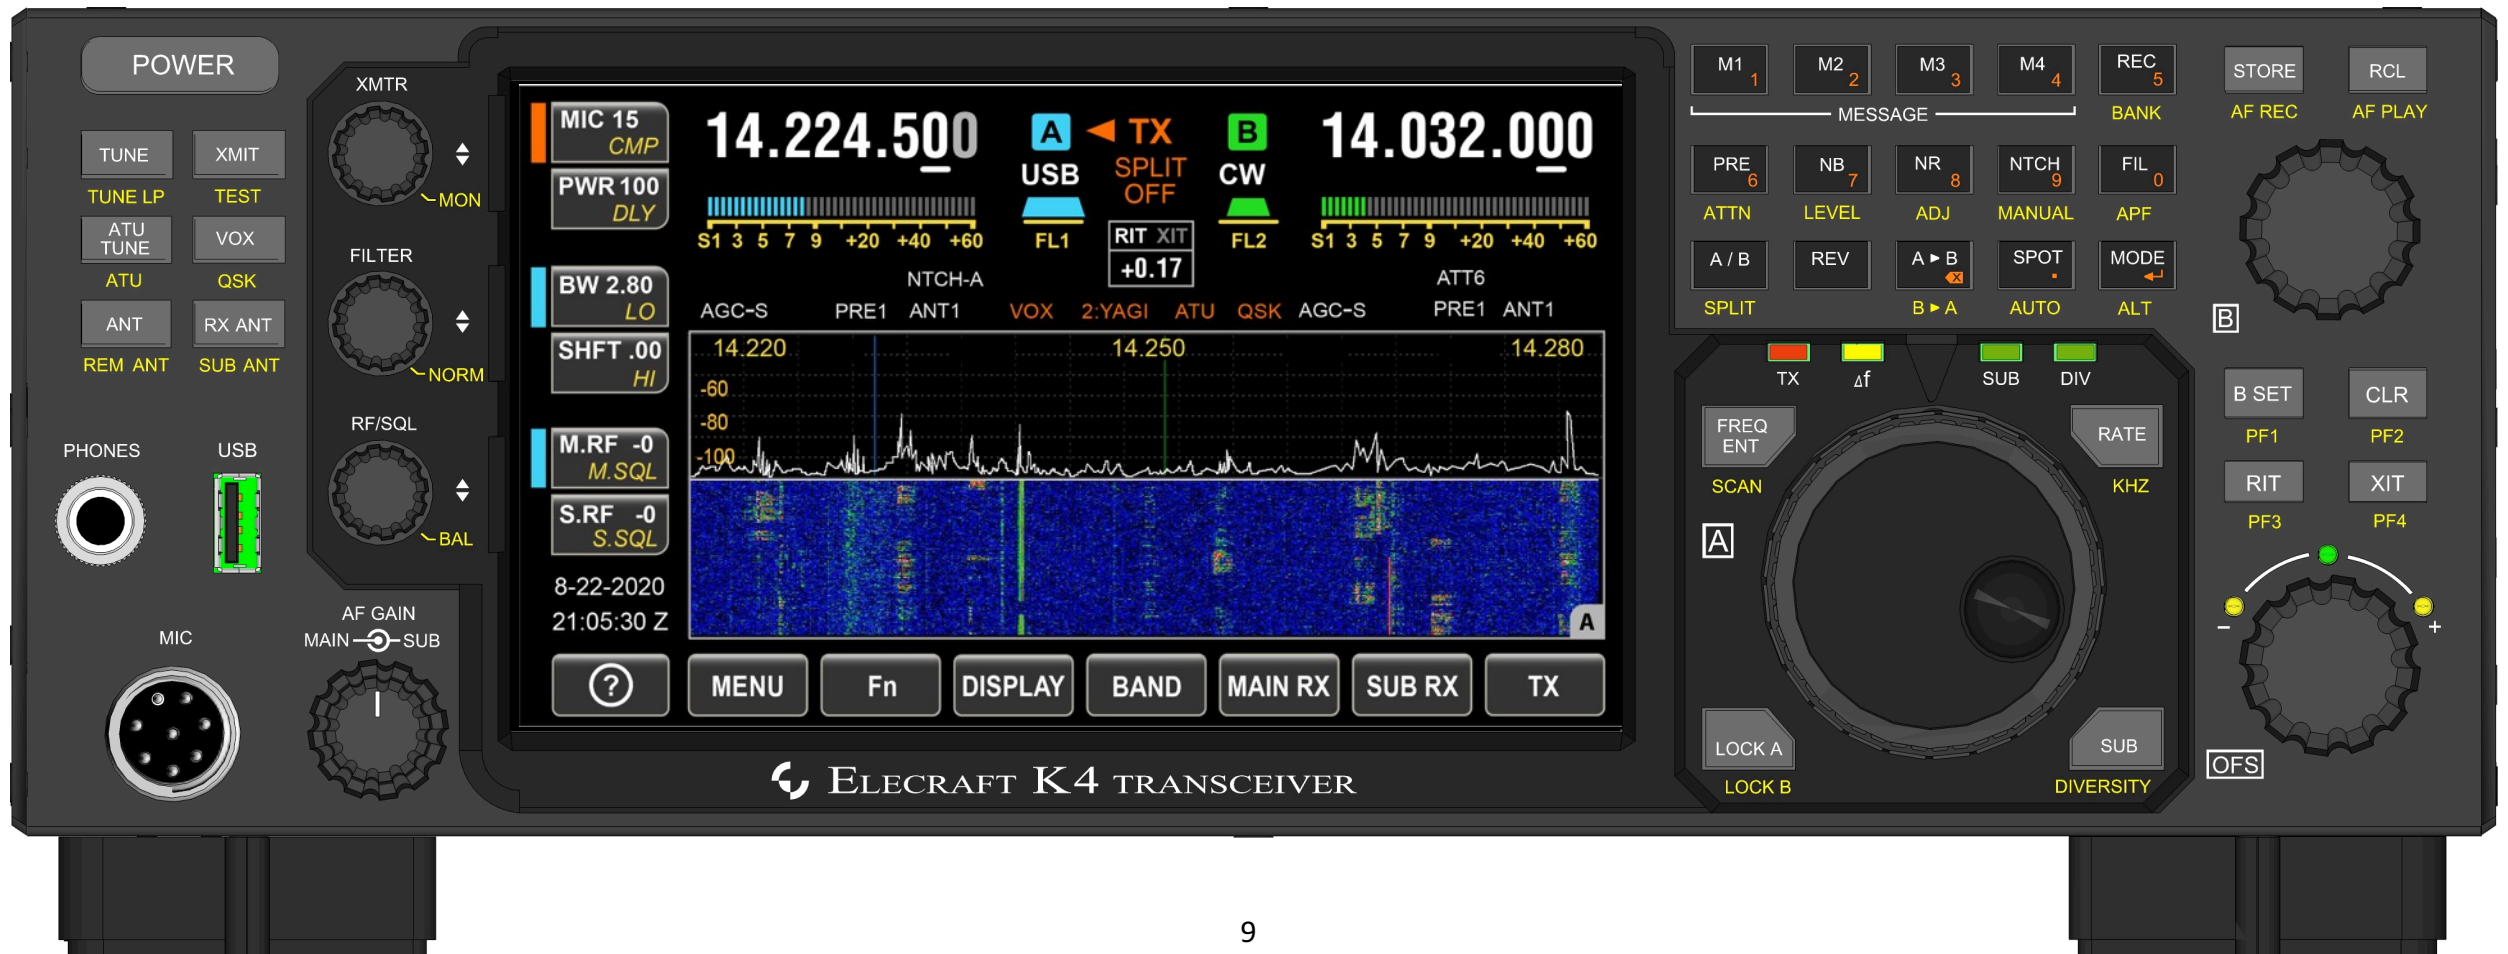 POWER
TUNE XMIT
TUNE LP TEST
ATU TUNE VOX
ATU QSK
ANT RX ANT
REM ANT SUB ANT
PHONES USB
MIC
XMTR
MON
FILTER
NORM
RF/SQL
BAL
AF GAIN
MAIN SUB
MIC 15
CMP
PWR 100
DLY
BW 2.80
LO
SHFT .00
HI
M.RF -0
M.SQL
S.RF -0
S.SQL
8-22-2020
21:05:30 Z
14.224.500 A TX B 14.032.000
USB SPLIT OFF CW
S1 3 5 7 9 +20 +40 +60 FL1 RIT XIT FL2 S1 3 5 7 9 +20 +40 +60
+0.17
NTCH-A ATT6
AGC-S PRE1 ANT1 VOX 2:YAGI ATU QSK AGC-S PRE1 ANT1
14.220 14.250 14.280
-60
-80
-100
A
? MENU Fn DISPLAY BAND MAIN RX SUB RX TX
ELECRAFT K4 TRANSCEIVER
M1 1 M2 2 M3 3 M4 4 REC 5 STORE RCL
MESSAGE BANK AF REC AF PLAY
PRE 6 NB 7 NR 8 NTCH 9 FIL 0
ATTN LEVEL ADJ MANUAL APF
A / B REV A ▸ B SPOT . MODE
SPLIT B ▸ A AUTO ALT
B
TX Δf SUB DIV
FREQ ENT RATE
SCAN KHZ
A
LOCK A SUB
LOCK B DIVERSITY
B SET CLR
PF1 PF2
RIT XIT
PF3 PF4
− +
OFS
9